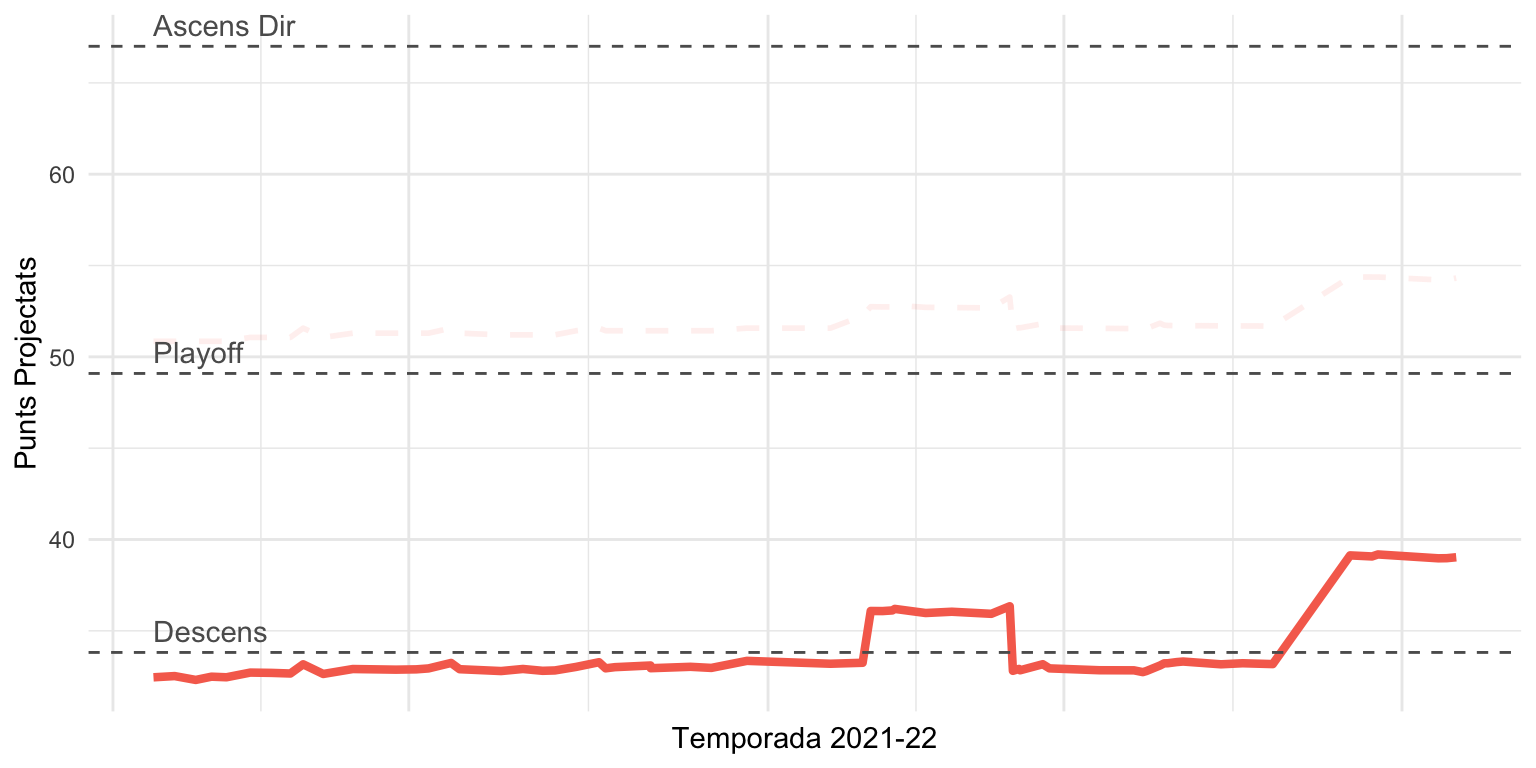 Ascens Dir
60
50
Playoff
40
Descens
Punts Projectats
Temporada 2021-22